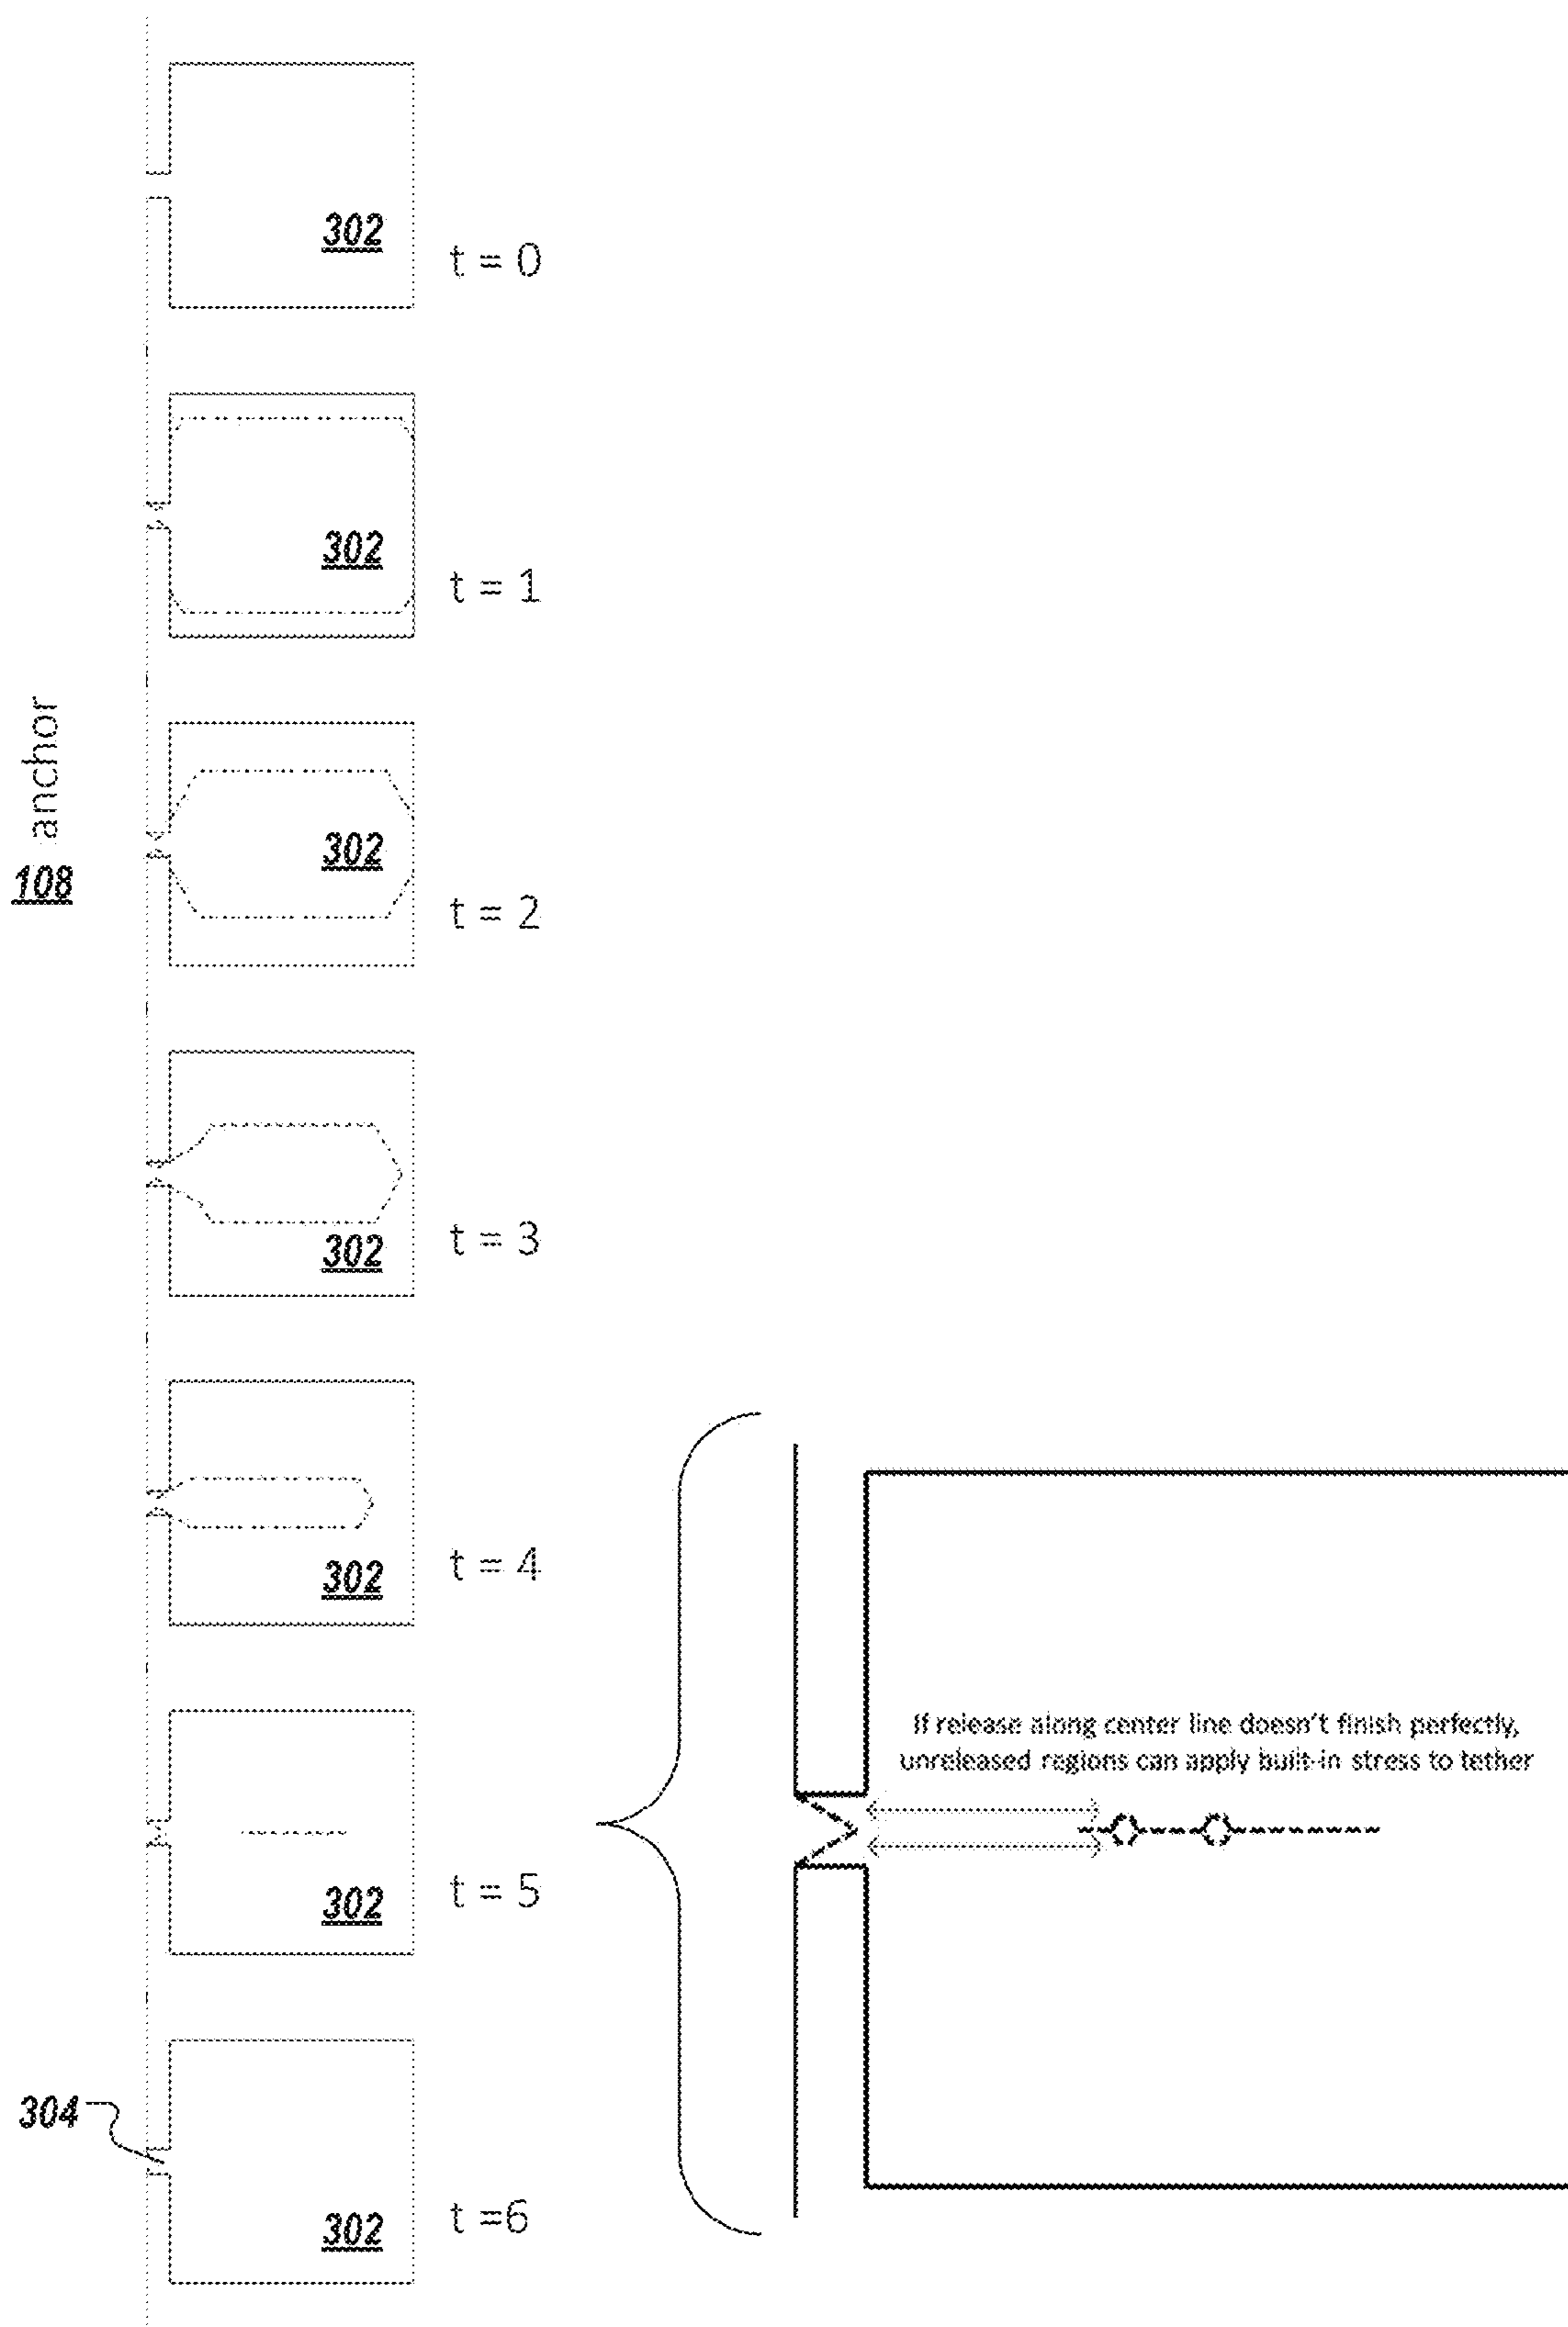 302
t = 0
302
t = 1
anchor
108
302
t = 2
302
t = 3
302
t = 4
If release along center line doesn't finish perfectly,
unreleased regions can apply built-in stress to tether
302
t = 5
304
302
t =6